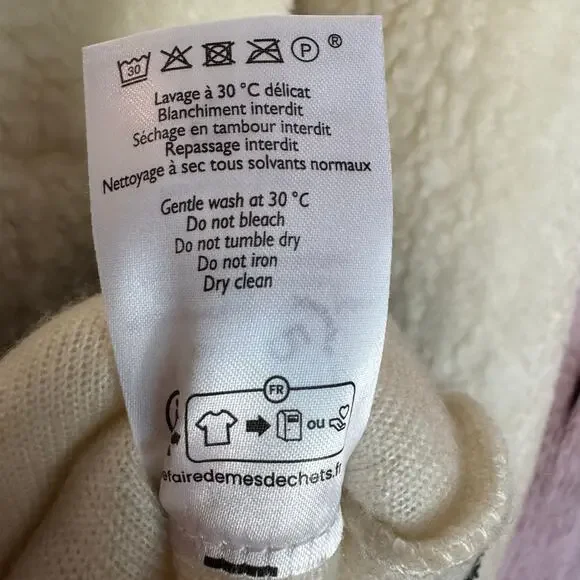 30 P ®
Lavage à 30 °C délicat
Blanchiment interdit
Séchage en tambour interdit
Repassage interdit
Nettoyage à sec tous solvants normaux
Gentle wash at 30 °C
Do not bleach
Do not tumble dry
Do not iron
Dry clean
FR
ou
efairedemesdechets.fr